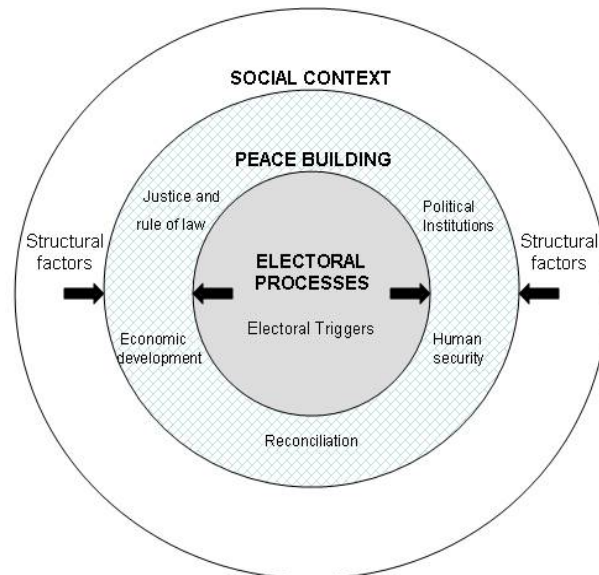 SOCIAL CONTEXT
PEACE BUILDING
Justice and
rule of law
Political
Institutions
Structural
factors
Structural
factors
ELECTORAL
PROCESSES
Electoral Triggers
Economic
development
Human
security
Reconciliation